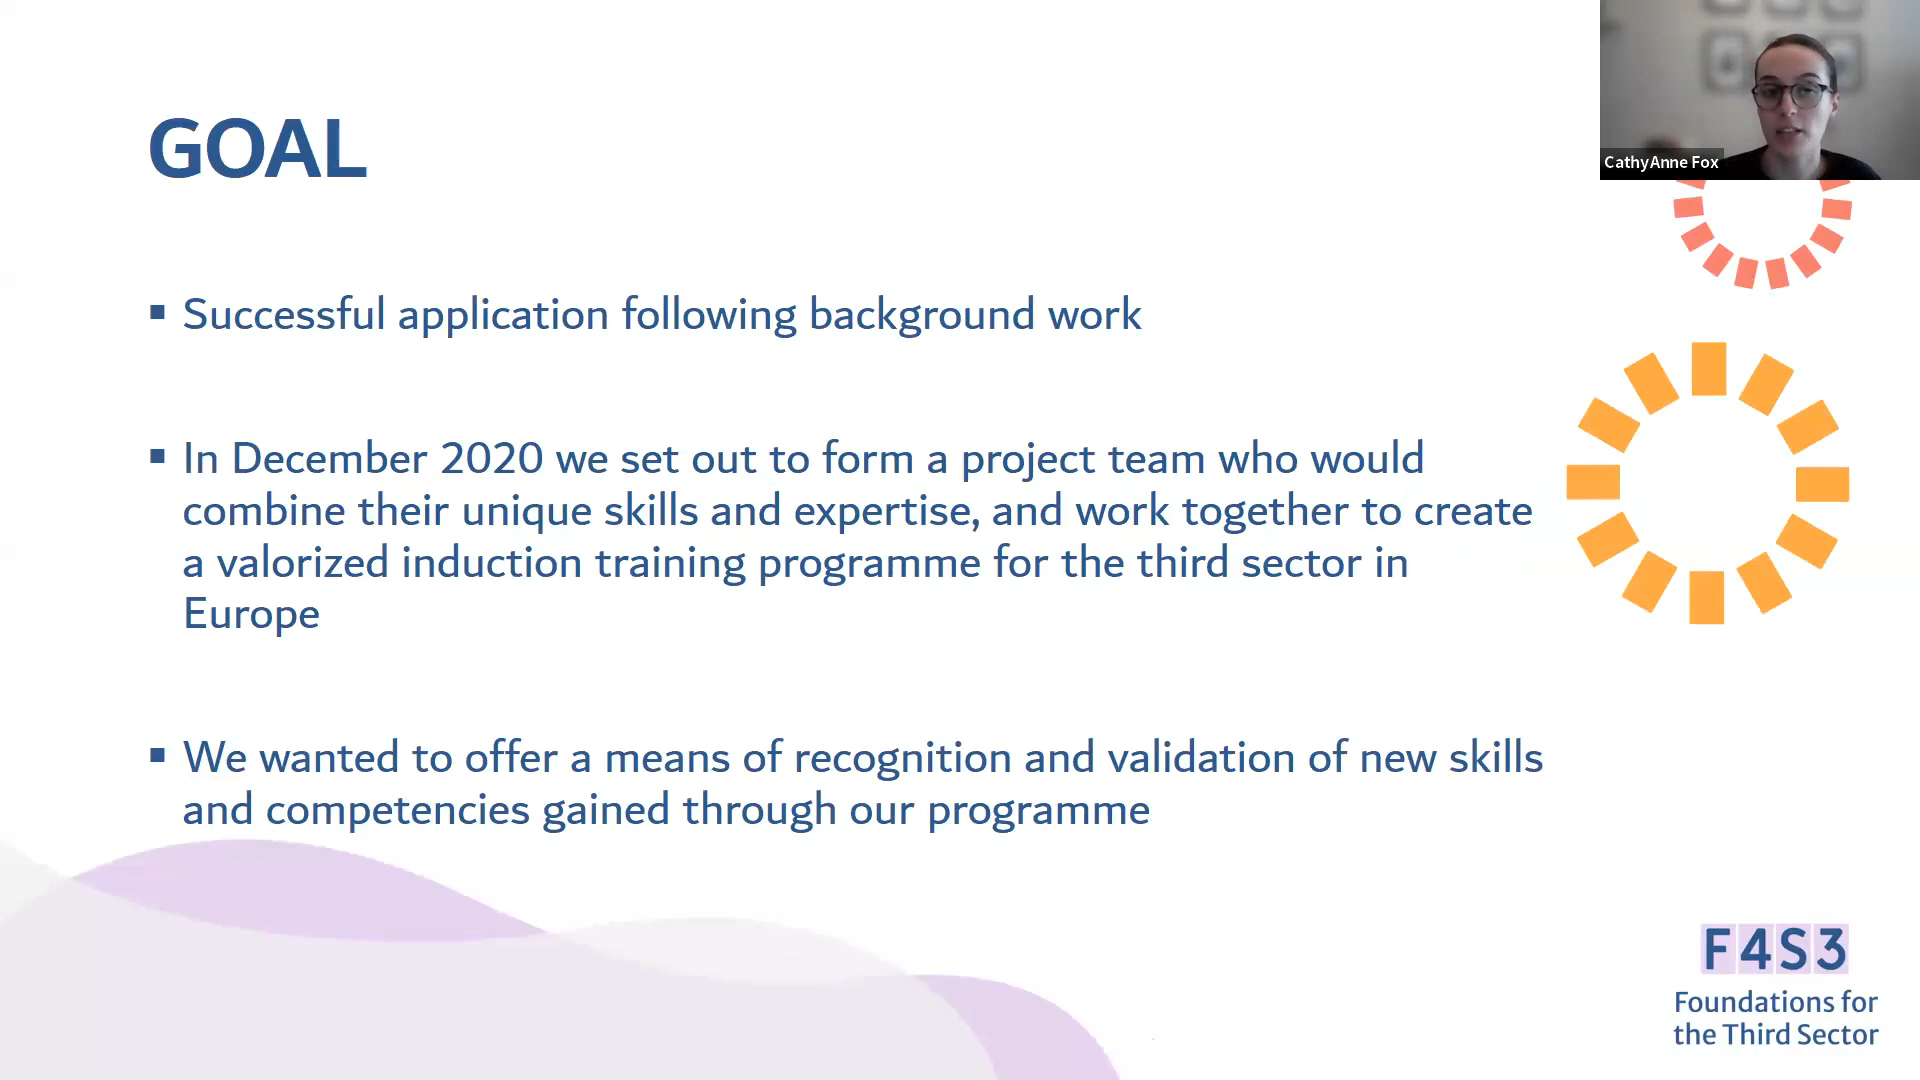 GOAL
CathyAnne Fox
▪ Successful application following background work
▪ In December 2020 we set out to form a project team who would
combine their unique skills and expertise, and work together to create
a valorized induction training programme for the third sector in
Europe
▪ We wanted to offer a means of recognition and validation of new skills
and competencies gained through our programme
F4S3
Foundations for
the Third Sector